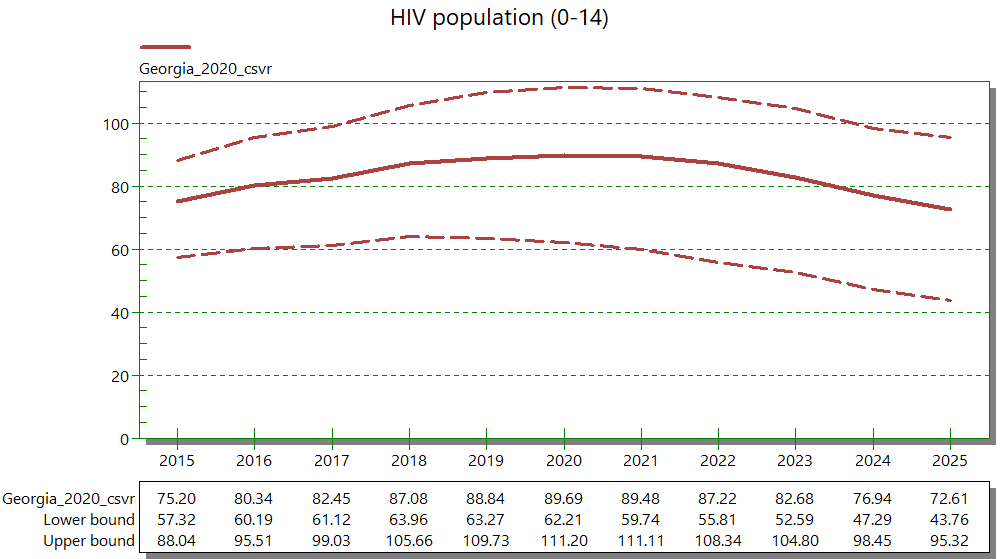 HIV population (0-14)
Georgia_2020_csvr
100
80
60
40
20
0
2015 2016 2017 2018 2019 2020 2021 2022 2023 2024 2025
Georgia_2020_csvr 75.20 80.34 82.45 87.08 88.84 89.69 89.48 87.22 82.68 76.94 72.61
Lower bound 57.32 60.19 61.12 63.96 63.27 62.21 59.74 55.81 52.59 47.29 43.76
Upper bound 88.04 95.51 99.03 105.66 109.73 111.20 111.11 108.34 104.80 98.45 95.32